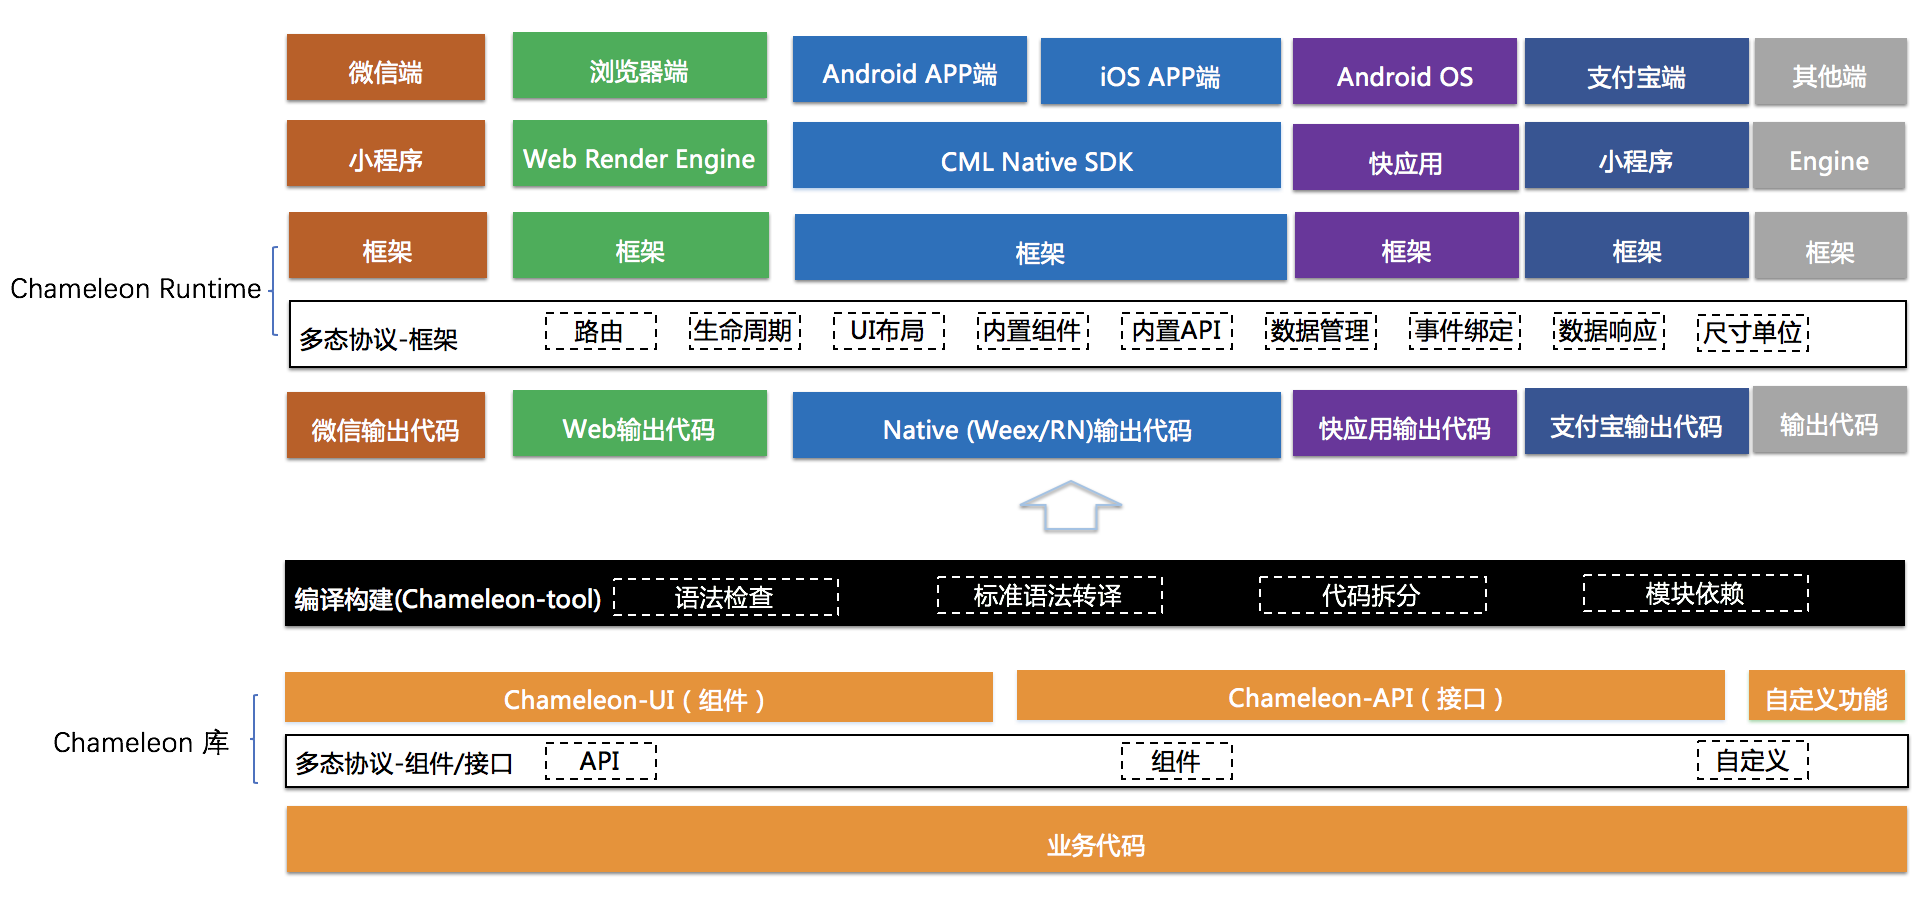 微信端
浏览器端
Android APP端
iOS APP端
Android OS
支付宝端
其他端
小程序
Web Render Engine
CML Native SDK
快应用
小程序
Engine
框架
框架
框架
框架
框架
框架
Chameleon Runtime
多态协议-框架
路由
生命周期
UI布局
内置组件
内置API
数据管理
事件绑定
数据响应
尺寸单位
微信输出代码
Web输出代码
Native (Weex/RN)输出代码
快应用输出代码
支付宝输出代码
输出代码
编译构建(Chameleon-tool)
语法检查
标准语法转译
代码拆分
模块依赖
Chameleon-UI（组件）
Chameleon-API（接口）
自定义功能
Chameleon 库
多态协议-组件/接口
API
组件
自定义
业务代码